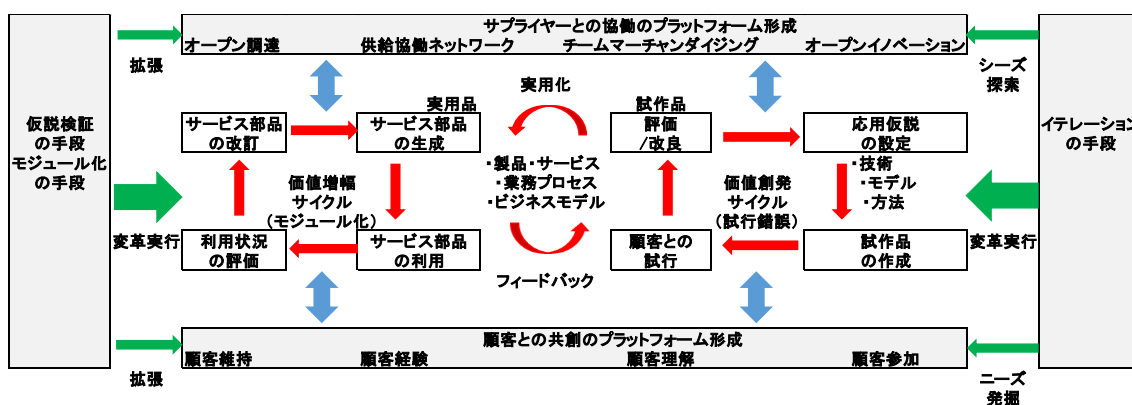 サプライヤーとの協働のプラットフォーム形成
オープン調達
供給協働ネットワーク
チームマーチャンダイジング
オープンイノベーション
拡張
シーズ
探索
仮説検証
の手段
モジュール化
の手段
イテレーション
の手段
実用化
実用品
試作品
サービス部品
の改訂
サービス部品
の生成
評価
/改良
応用仮説
の設定
・製品・サービス
・業務プロセス
・ビジネスモデル
・技術
・モデル
・方法
価値増幅
サイクル
(モジュール化)
価値創発
サイクル
(試行錯誤)
変革実行
変革実行
利用状況
の評価
サービス部品
の利用
顧客との
試行
試作品
の作成
フィードバック
顧客との共創のプラットフォーム形成
顧客維持
顧客経験
顧客理解
顧客参加
拡張
ニーズ
発掘